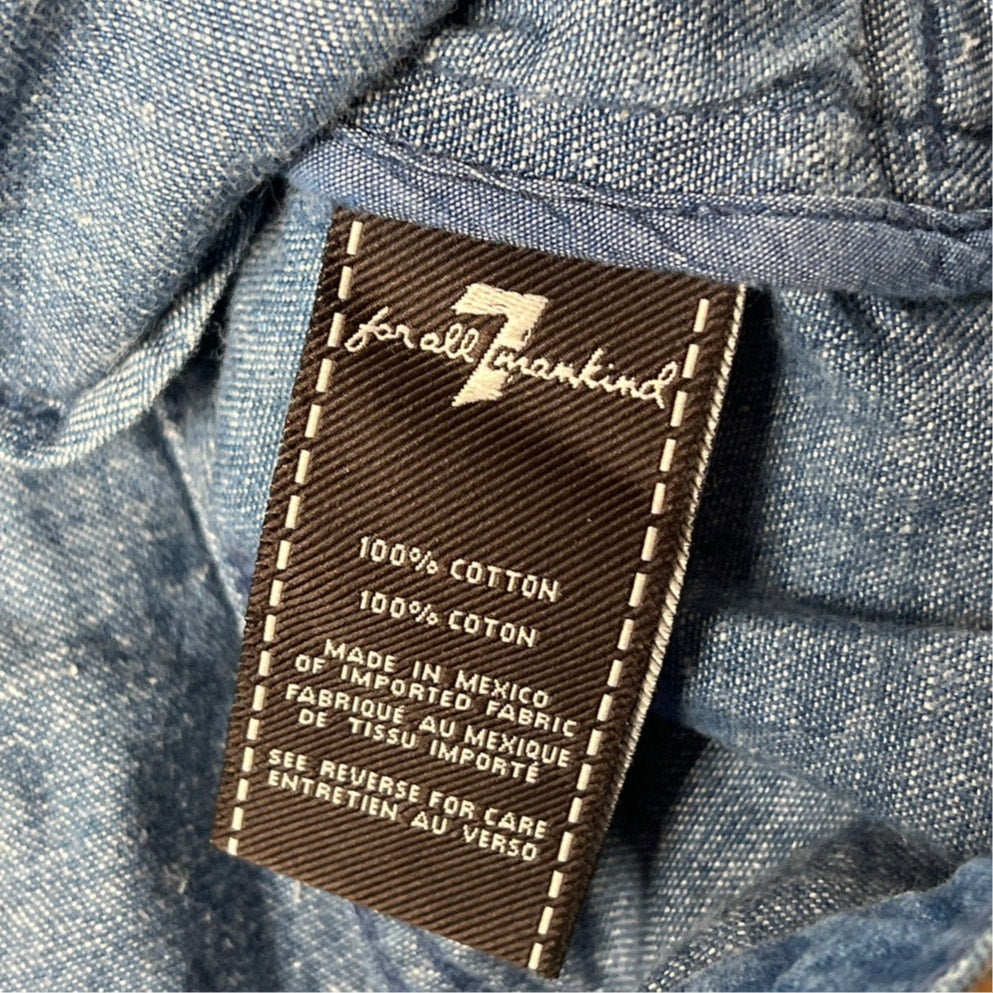 for all 7 mankind
100% COTTON
100% COTON
MADE IN MEXICO
OF IMPORTED FABRIC
FABRIQUÉ AU MEXIQUE
DE TISSU IMPORTÉ
SEE REVERSE FOR CARE
ENTRETIEN AU VERSO